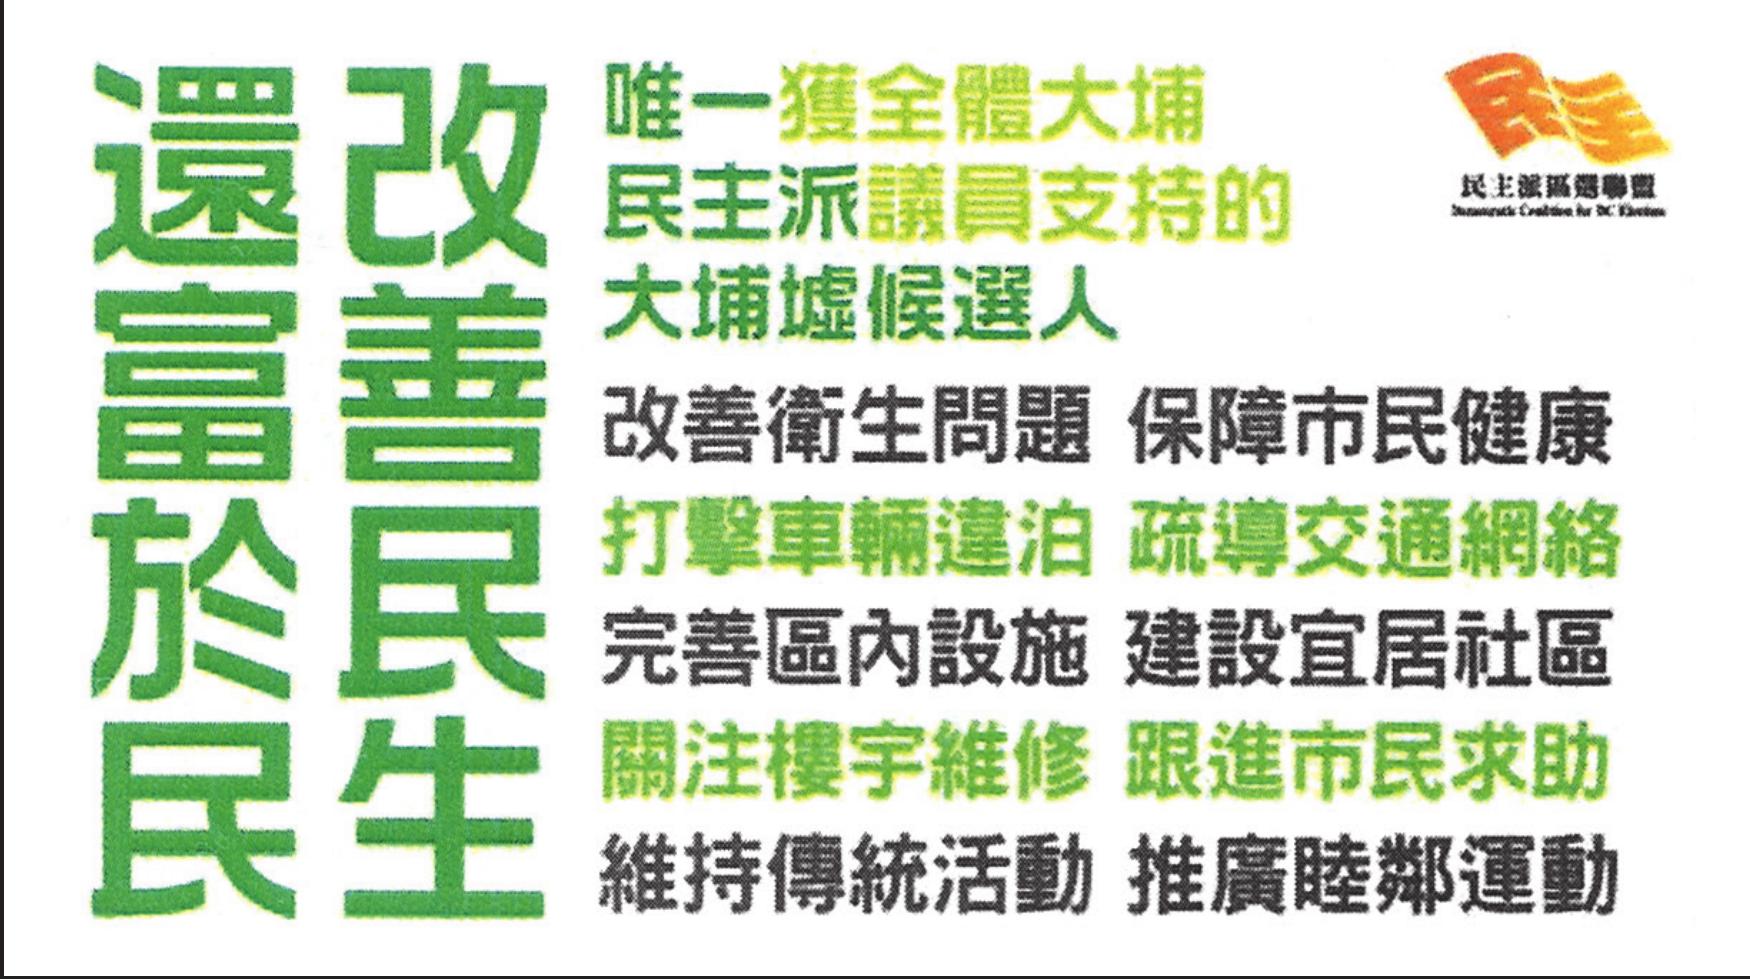 改善民生
還富於民
唯一獲全體大埔
民主派議員支持的
大埔墟候選人
改善衛生問題 保障市民健康
打擊車輛違泊 疏導交通網絡
完善區內設施 建設宜居社區
關注樓宇維修 跟進市民求助
維持傳統活動 推廣睦鄰運動
民主
民主派區選聯盟
Democratic Coalition for DC Election